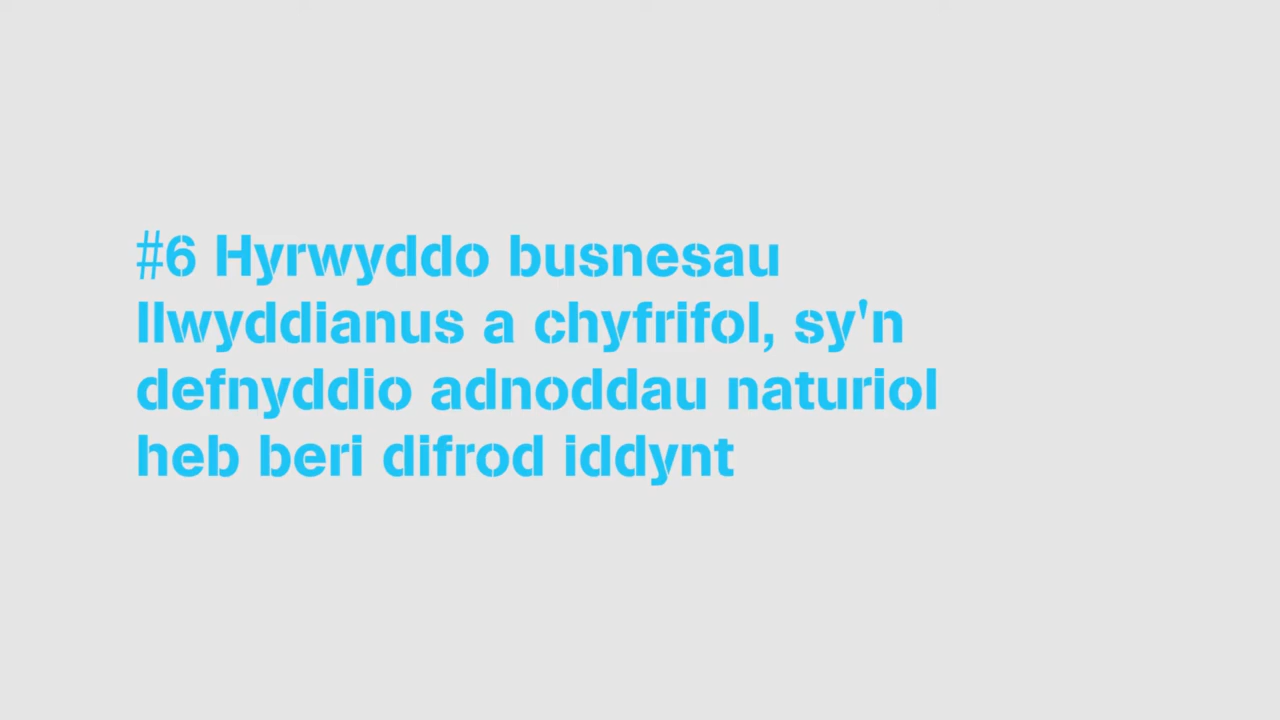 #6 Hyrwyddo busnesau
llwyddianus a chyfrifol, sy'n
defnyddio adnoddau naturiol
heb beri difrod iddynt